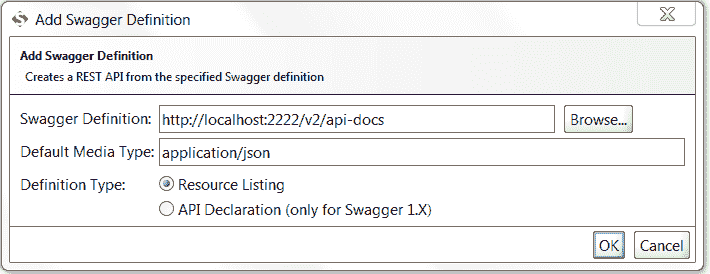 Add Swagger Definition
Add Swagger Definition
Creates a REST API from the specified Swagger definition
Swagger Definition: http://localhost:2222/v2/api-docs Browse...
Default Media Type: application/json
Definition Type: Resource Listing
API Declaration (only for Swagger 1.X)
OK Cancel